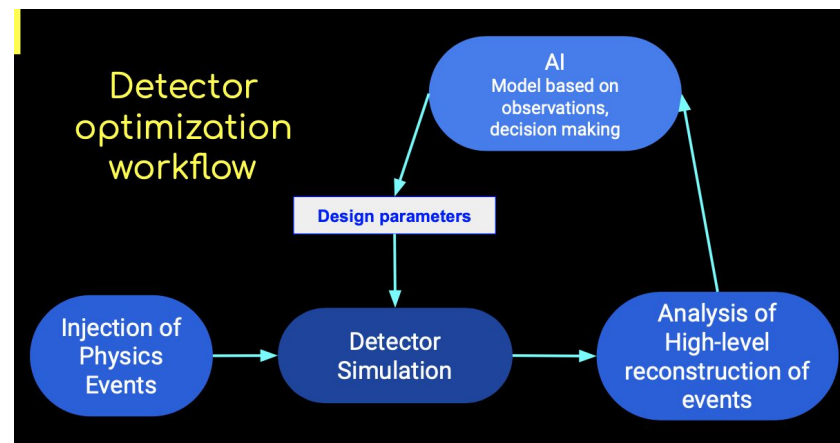 Detector
optimization
workflow
AI
Model based on
observations,
decision making
Design parameters
Injection of
Physics
Events
Detector
Simulation
Analysis of
High-level
reconstruction of
events